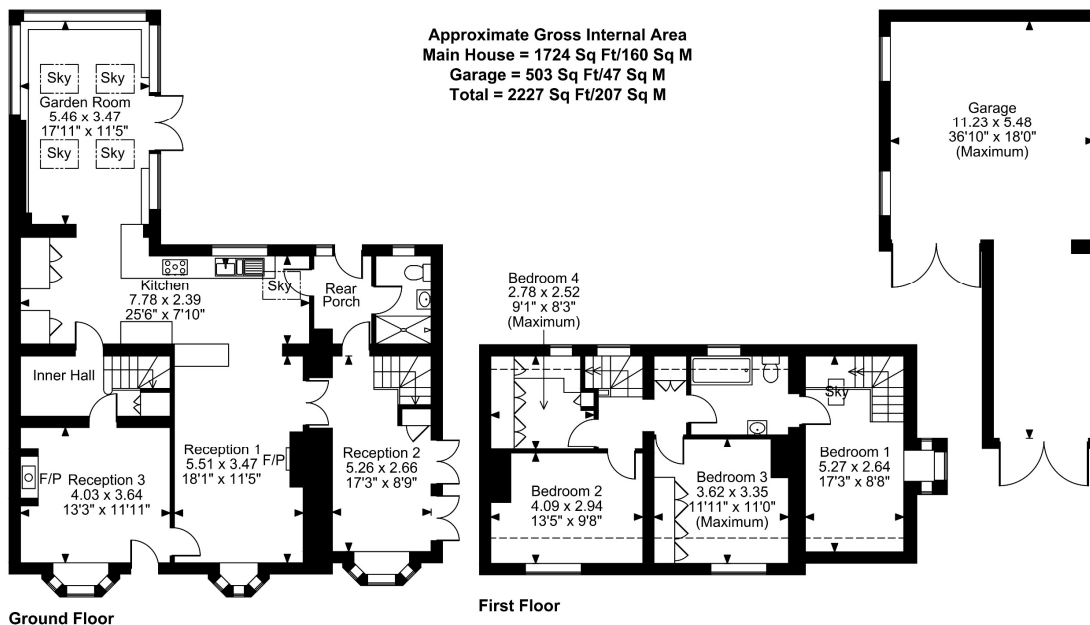 Approximate Gross Internal Area
Main House = 1724 Sq Ft/160 Sq M
Garage = 503 Sq Ft/47 Sq M
Total = 2227 Sq Ft/207 Sq M
Sky
Sky
Garden Room
5.46 x 3.47
17'11" x 11'5"
Sky
Sky
Kitchen
7.78 x 2.39
25'6" x 7'10"
Sky
Rear
Porch
Inner Hall
F/P
Reception 3
4.03 x 3.64
13'3" x 11'11"
Reception 1
5.51 x 3.47
18'1" x 11'5"
F/P
Reception 2
5.26 x 2.66
17'3" x 8'9"
Ground Floor
Bedroom 4
2.78 x 2.52
9'1" x 8'3"
(Maximum)
Bedroom 2
4.09 x 2.94
13'5" x 9'8"
Bedroom 3
3.62 x 3.35
11'11" x 11'0"
(Maximum)
Sky
Bedroom 1
5.27 x 2.64
17'3" x 8'8"
First Floor
Garage
11.23 x 5.48
36'10" x 18'0"
(Maximum)